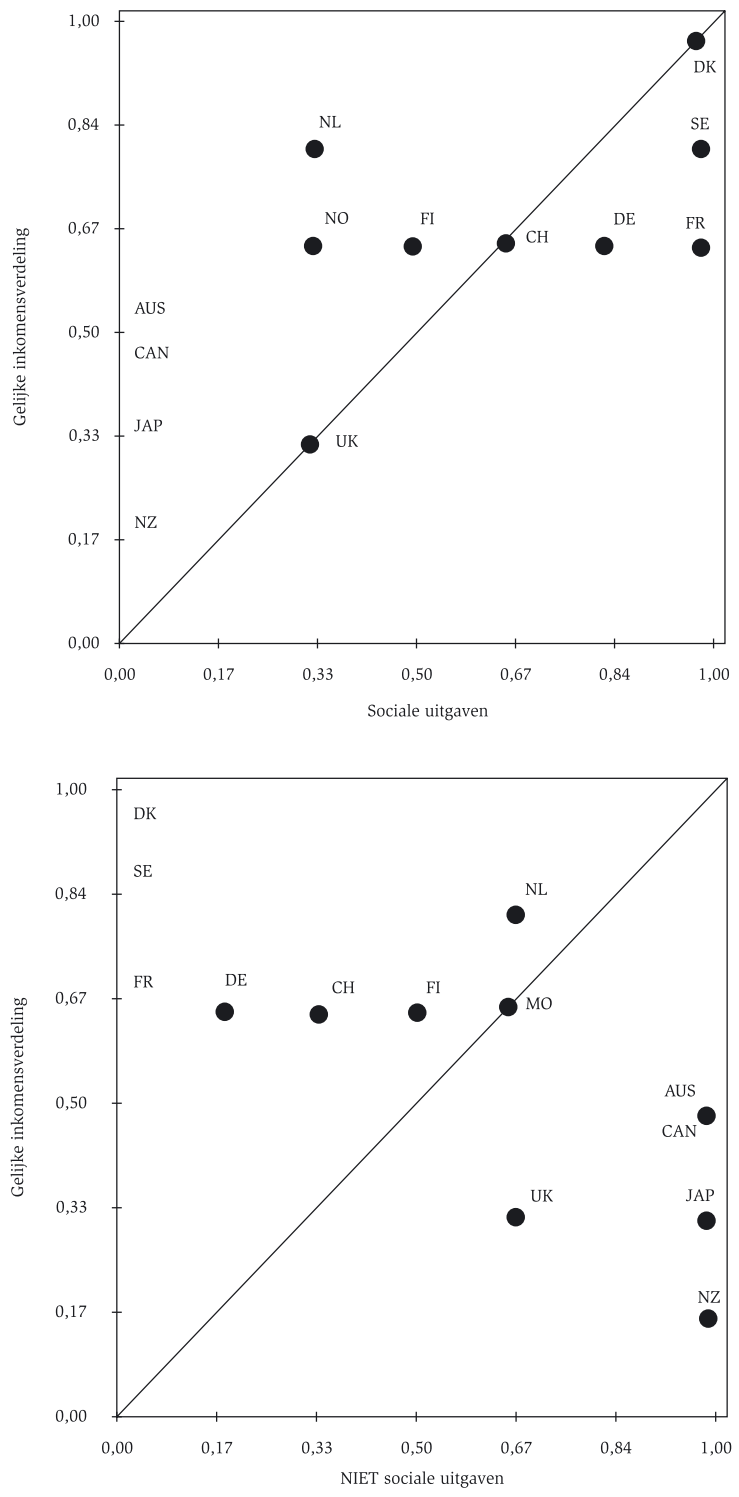 1,00
DK
0,84
NL
SE
0,67
NO
FI
CH
DE
FR
AUS
0,50
CAN
JAP
0,33
UK
NZ
0,17
0,00
Gelijke inkomensverdeling
0,00 0,17 0,33 0,50 0,67 0,84 1,00
Sociale uitgaven
1,00
DK
SE
0,84
NL
FR
DE
CH
FI
0,67
MO
0,50
AUS
CAN
0,33
UK
JAP
0,17
NZ
0,00
Gelijke inkomensverdeling
0,00 0,17 0,33 0,50 0,67 0,84 1,00
NIET sociale uitgaven